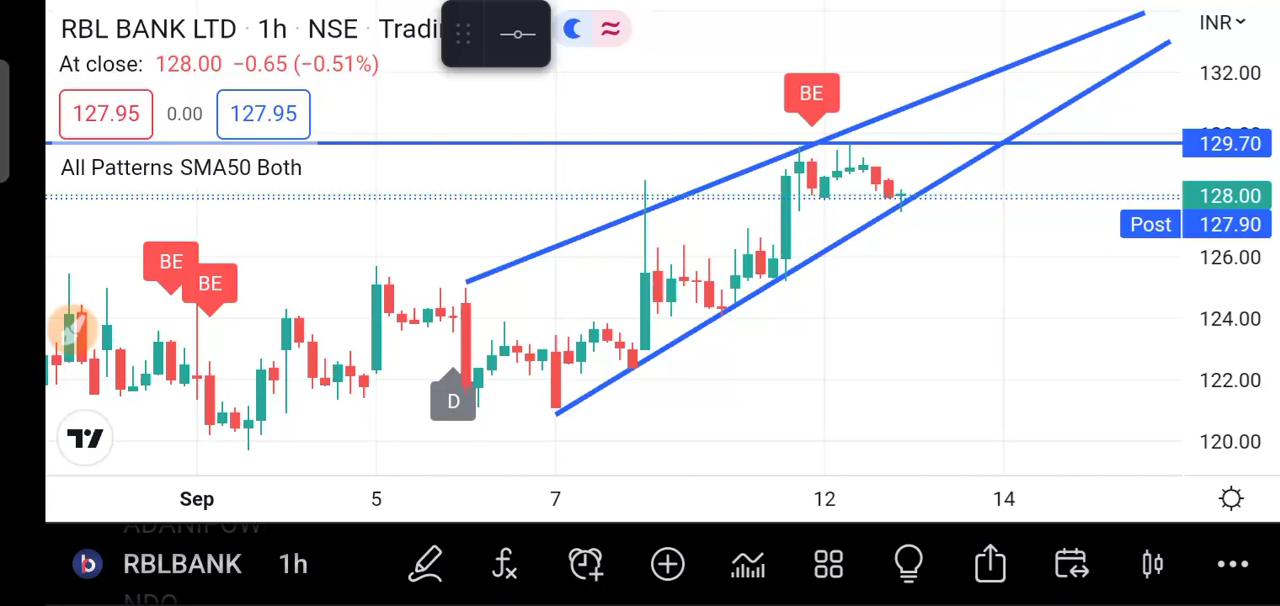 RBL BANK LTD · 1h · NSE ·
INR
At close: 128.00 −0.65 (−0.51%)
132.00
BE
127.95 0.00 127.95
129.70
All Patterns SMA50 Both
128.00
Post 127.90
BE
BE
126.00
124.00
122.00
D
120.00
Sep 5 7 12 14
RBLBANK 1h